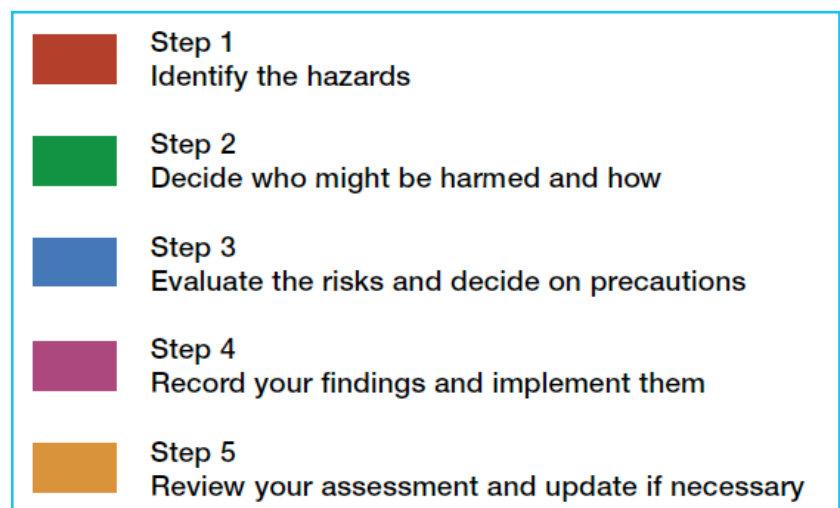 Step 1
Identify the hazards
Step 2
Decide who might be harmed and how
Step 3
Evaluate the risks and decide on precautions
Step 4
Record your findings and implement them
Step 5
Review your assessment and update if necessary